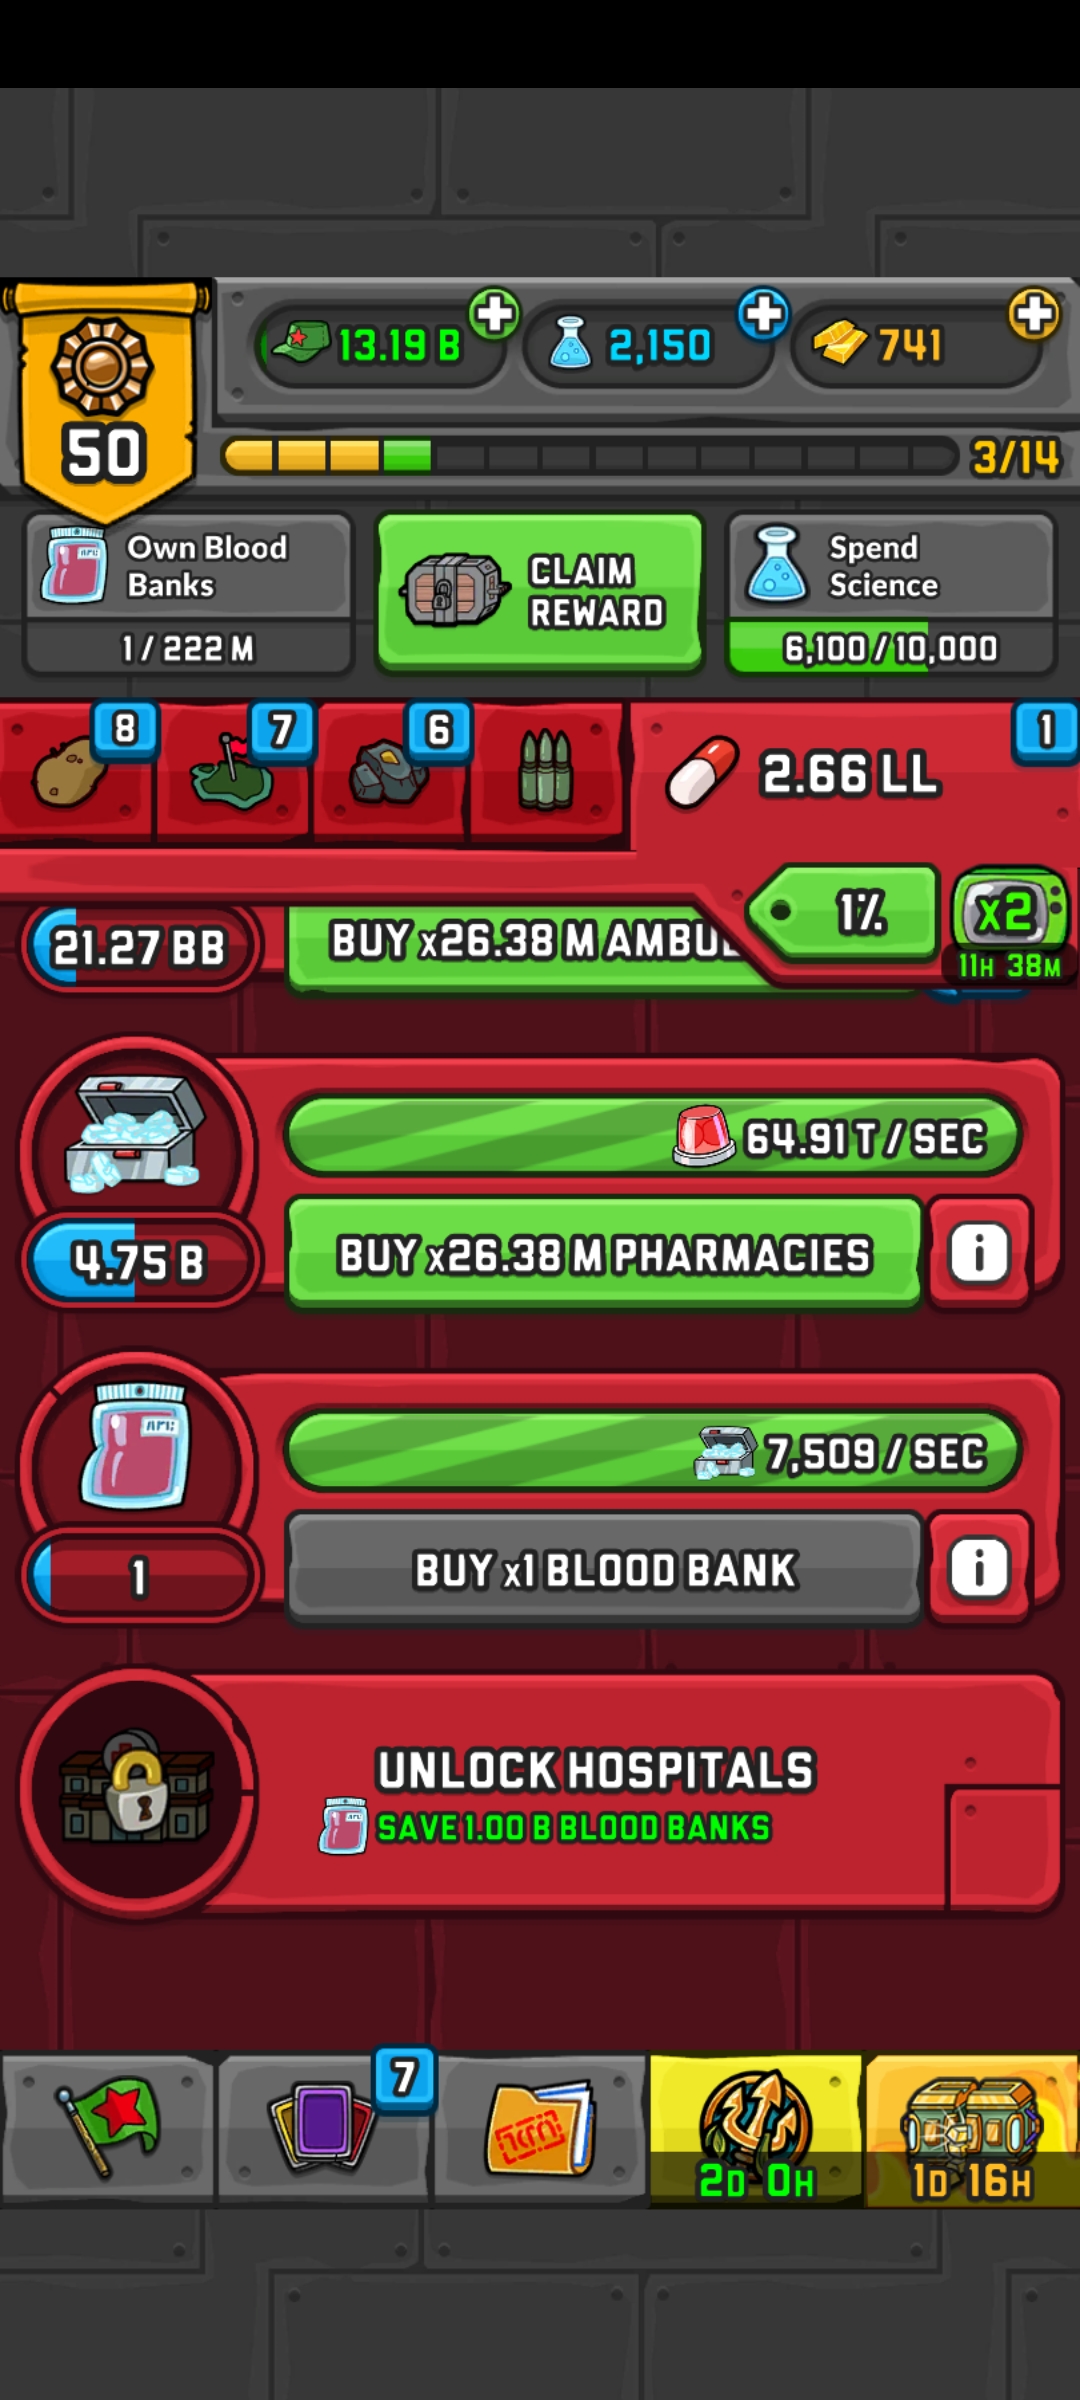 13.19 B
2,150
741
50
3/14
Own Blood
Banks
1 / 222 M
CLAIM
REWARD
Spend
Science
6,100 / 10,000
8
7
6
1
2.66 LL
1%
x2
11H 38M
21.27 BB
BUY x26.38 M AMBUL
64.91 T / SEC
4.75 B
BUY x26.38 M PHARMACIES
i
7,509 / SEC
1
BUY x1 BLOOD BANK
i
UNLOCK HOSPITALS
SAVE 1.00 B BLOOD BANKS
7
2D 0H
1D 16H